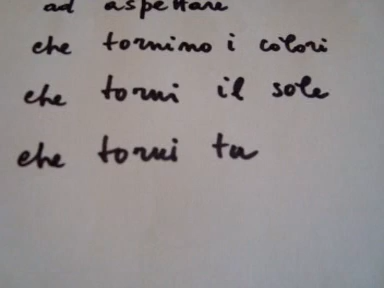 ad aspettare
che tornino i colori
che torni il sole
che torni tu